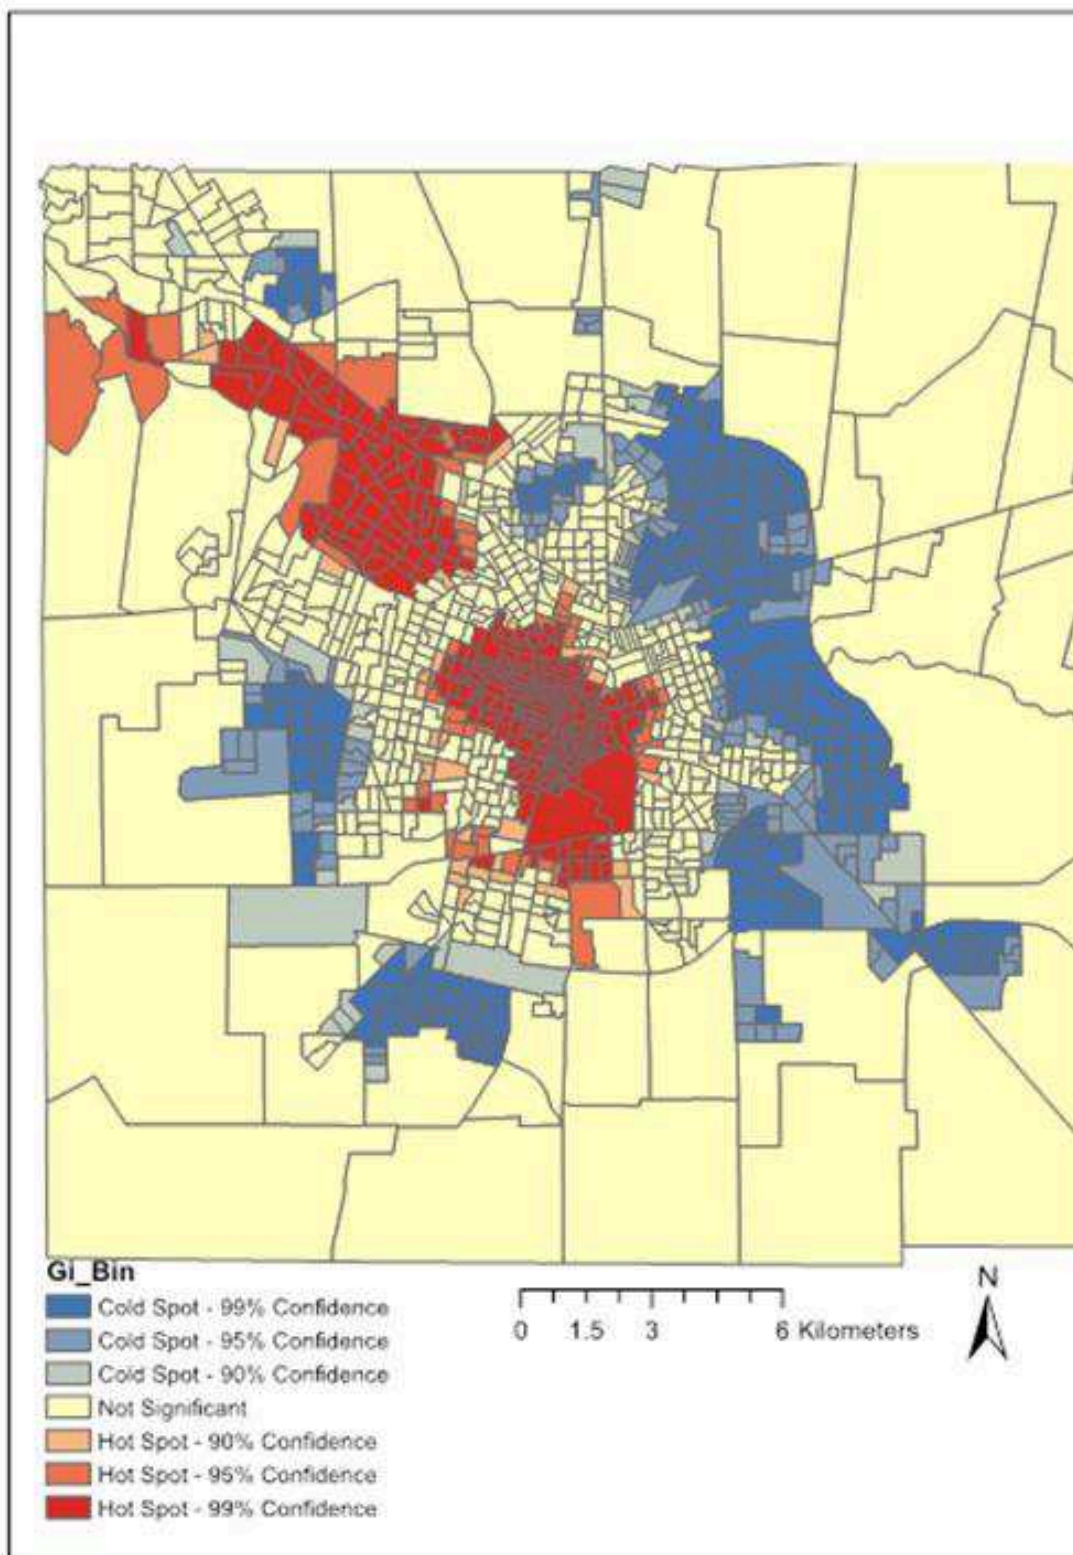 Gi_Bin
Cold Spot - 99% Confidence
Cold Spot - 95% Confidence
Cold Spot - 90% Confidence
Not Significant
Hot Spot - 90% Confidence
Hot Spot - 95% Confidence
Hot Spot - 99% Confidence
0 1.5 3 6 Kilometers
N